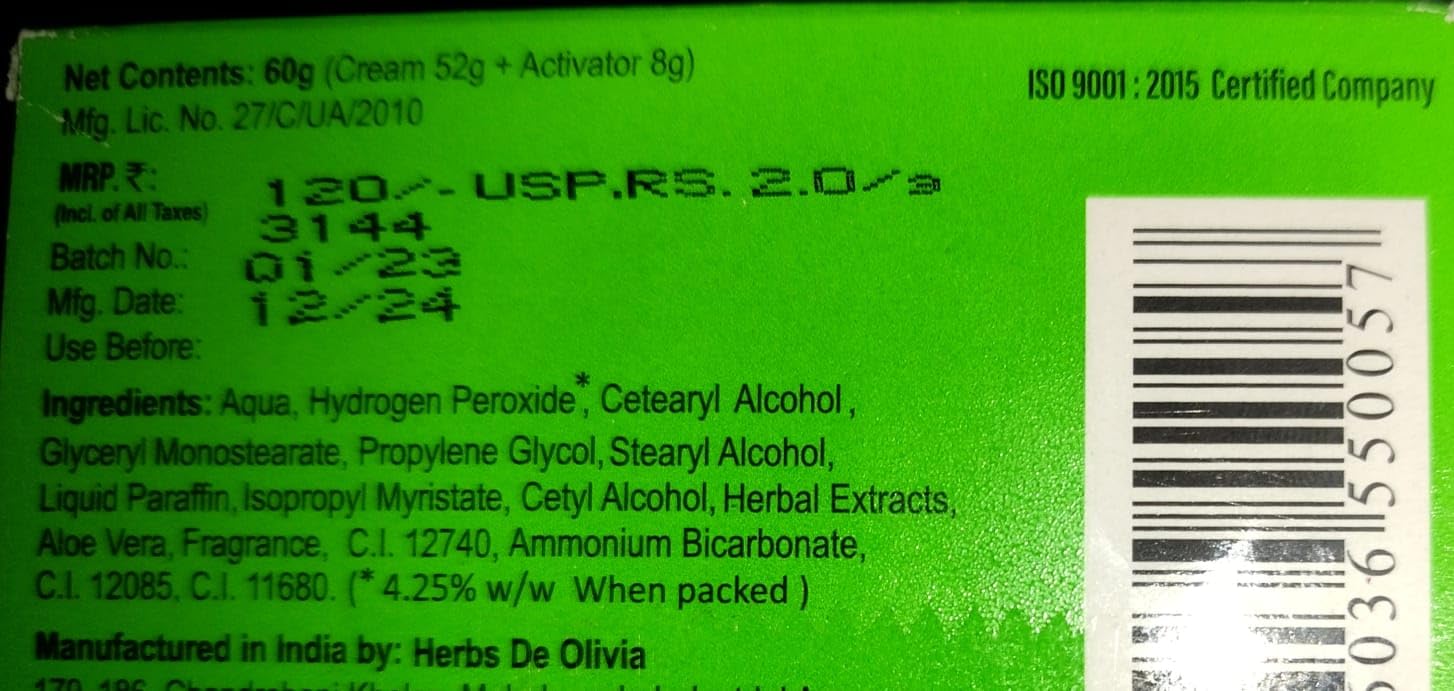 Net Contents: 60g (Cream 52g + Activator 8g)
ISO 9001 : 2015 Certified Company
Mfg. Lic. No. 27/C/UA/2010
MRP. ₹: 120/- USP.RS. 2.0/g
(Incl. of All Taxes)
3144
Batch No.:
01/23
Mfg. Date:
12/24
Use Before:
Ingredients: Aqua, Hydrogen Peroxide*, Cetearyl Alcohol,
Glyceryl Monostearate, Propylene Glycol, Stearyl Alcohol,
Liquid Paraffin, Isopropyl Myristate, Cetyl Alcohol, Herbal Extracts,
Aloe Vera, Fragrance, C.I. 12740, Ammonium Bicarbonate,
C.I. 12085, C.I. 11680. (* 4.25% w/w When packed )
Manufactured in India by: Herbs De Olivia
036 550057